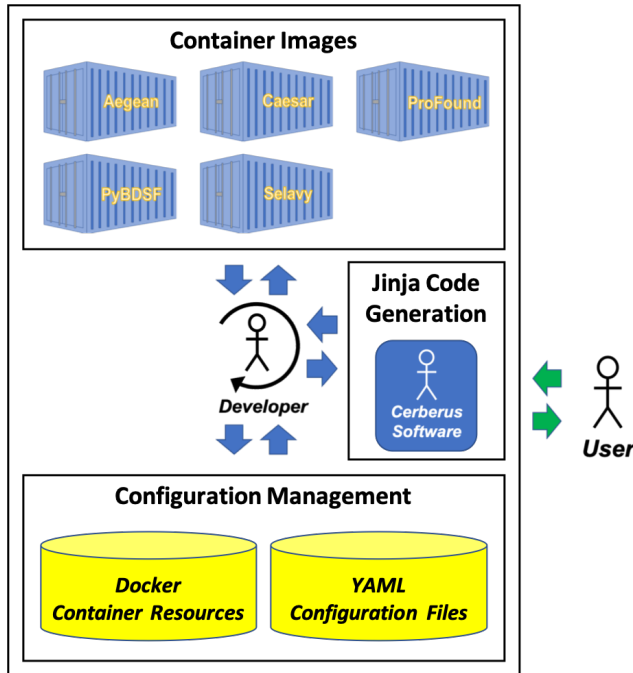 Container Images
Aegean
Caesar
ProFound
PyBDSF
Selavy
Jinja Code
Generation
Cerberus
Software
Developer
User
Configuration Management
Docker
Container Resources
YAML
Configuration Files